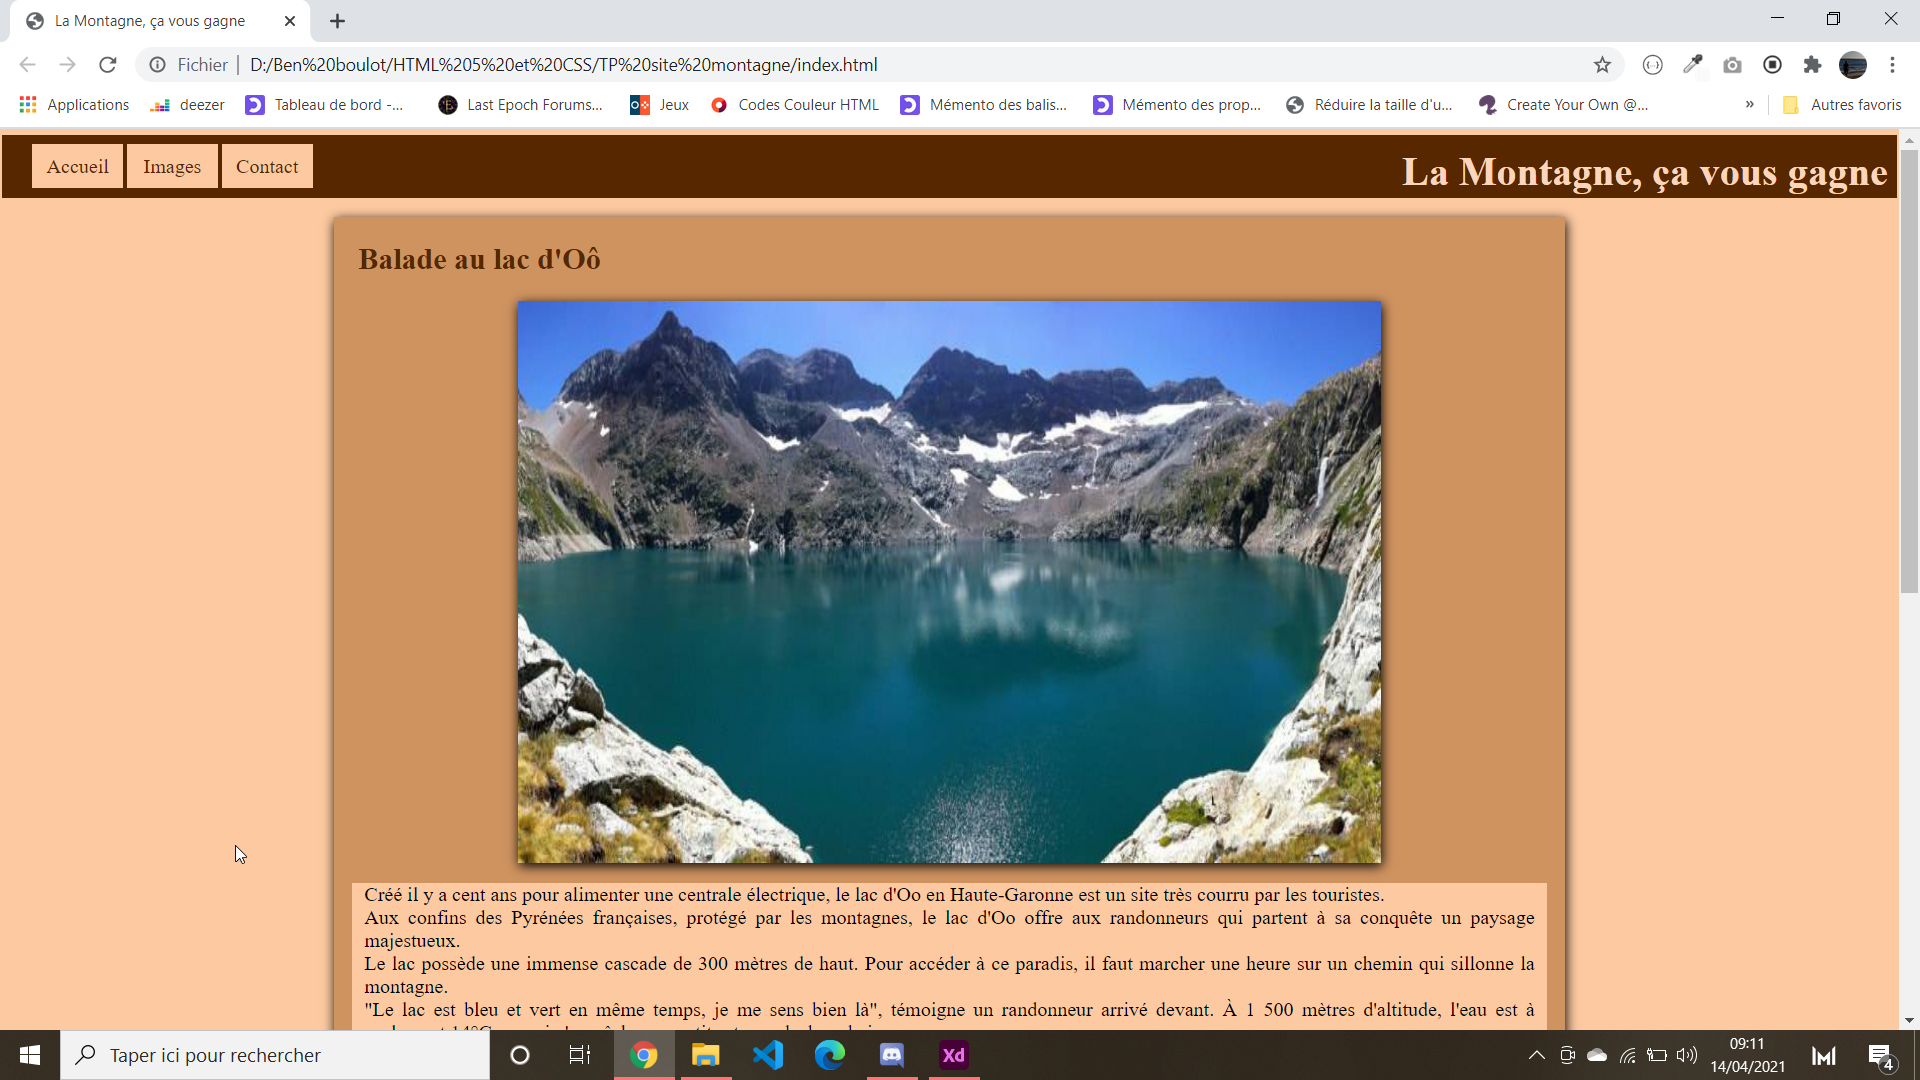 La Montagne, ça vous gagne
Fichier | D:/Ben%20boulot/HTML%205%20et%20CSS/TP%20site%20montagne/index.html
Applications deezer Tableau de bord -... Last Epoch Forums... Jeux Codes Couleur HTML Mémento des balis... Mémento des prop... Réduire la taille d'u... Create Your Own @... » Autres favoris
Accueil Images Contact La Montagne, ça vous gagne
Balade au lac d'Oô
Créé il y a cent ans pour alimenter une centrale électrique, le lac d'Oo en Haute-Garonne est un site très couru par les touristes.
Aux confins des Pyrénées françaises, protégé par les montagnes, le lac d'Oo offre aux randonneurs qui partent à sa conquête un paysage
majestueux.
Le lac possède une immense cascade de 300 mètres de haut. Pour accéder à ce paradis, il faut marcher une heure sur un chemin qui sillonne la
montagne.
"Le lac est bleu et vert en même temps, je me sens bien là", témoigne un randonneur arrivé devant. À 1 500 mètres d'altitude, l'eau est à
Taper ici pour rechercher
Xd
09:11
14/04/2021
4